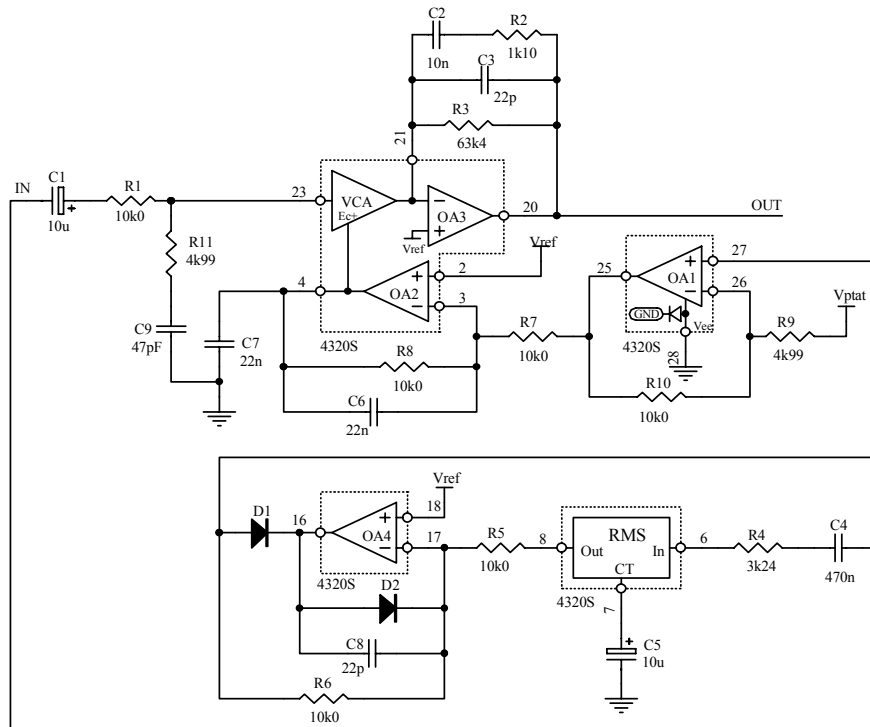 C2
R2
10n
1k10
C3
22p
R3
63k4
21
IN
C1
10u
+
R1
10k0
R11
4k99
C9
47pF
23
VCA
Ec+
−
OA3
+
Vref
20
OUT
4
OA2
+
−
2
3
Vref
4320S
C7
22n
R8
10k0
C6
22n
R7
10k0
25
OA1
+
−
27
26
GND
Vee
4320S
28
Vptat
R9
4k99
R10
10k0
D1
16
OA4
+
−
18
17
Vref
4320S
D2
C8
22p
R6
10k0
R5
10k0
8
RMS
Out
In
CT
6
4320S
7
+
C5
10u
R4
3k24
C4
470n